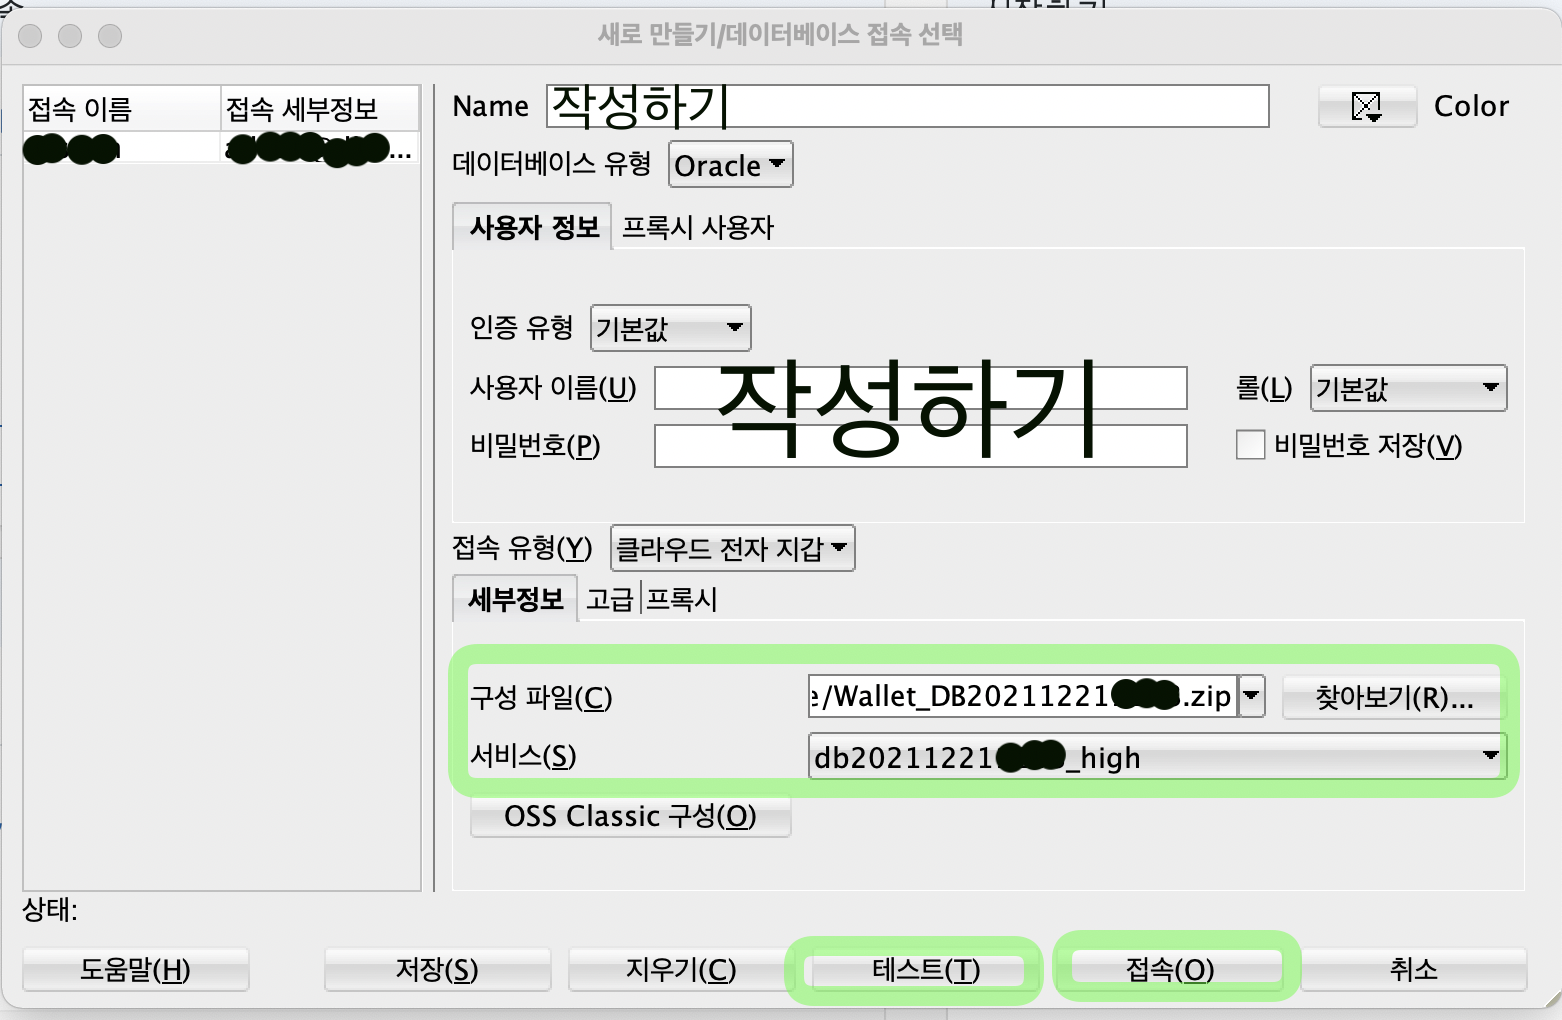 새로 만들기/데이터베이스 접속 선택
접속 이름 접속 세부정보
...
Name 작성하기 Color
데이터베이스 유형 Oracle
사용자 정보 프록시 사용자
인증 유형 기본값
작성하기
사용자 이름(U) 롤(L) 기본값
비밀번호(P) 비밀번호 저장(V)
접속 유형(Y) 클라우드 전자 지갑
세부정보 고급 프록시
구성 파일(C) e/Wallet_DB20211221 .zip 찾아보기(R)...
서비스(S) db20211221 _high
OSS Classic 구성(O)
상태:
도움말(H) 저장(S) 지우기(C) 테스트(T) 접속(O) 취소